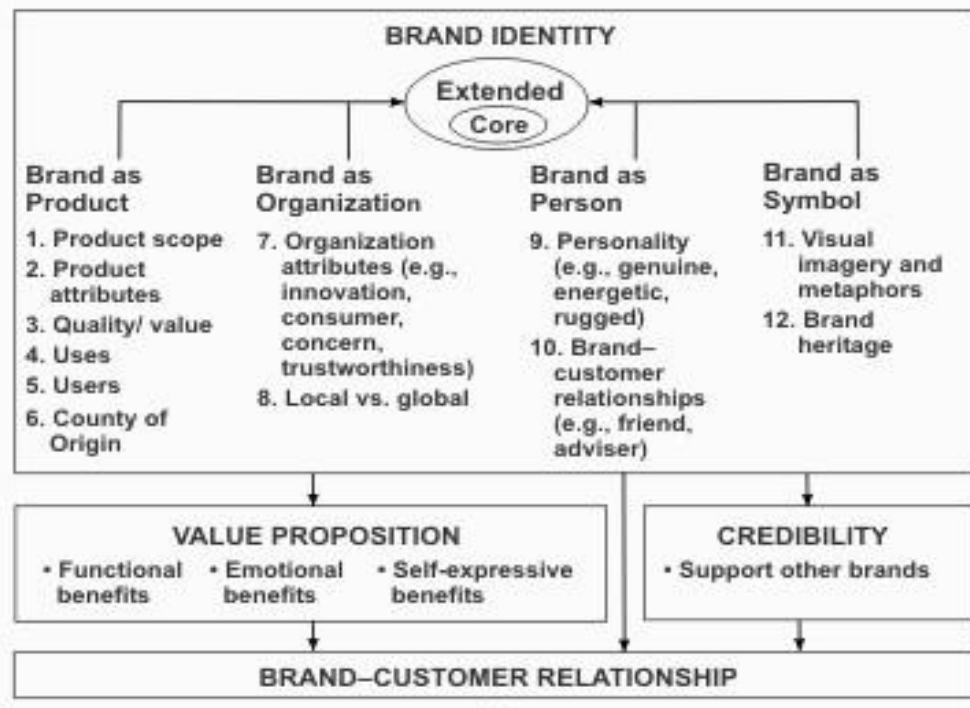 BRAND IDENTITY
Extended
Core
Brand as
Product
1. Product scope
2. Product
attributes
3. Quality/ value
4. Uses
5. Users
6. County of
Origin
Brand as
Organization
7. Organization
attributes (e.g.,
innovation,
consumer,
concern,
trustworthiness)
8. Local vs. global
Brand as
Person
9. Personality
(e.g., genuine,
energetic,
rugged)
10. Brand–
customer
relationships
(e.g., friend,
adviser)
Brand as
Symbol
11. Visual
imagery and
metaphors
12. Brand
heritage
VALUE PROPOSITION
• Functional
benefits
• Emotional
benefits
• Self-expressive
benefits
CREDIBILITY
• Support other brands
BRAND–CUSTOMER RELATIONSHIP